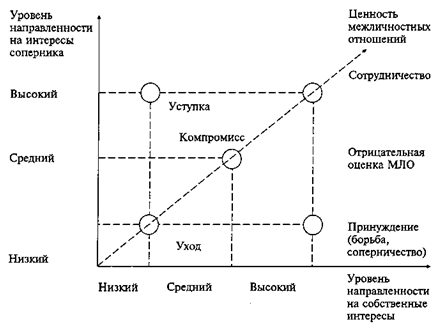 Уровень
направленности
на интересы
соперника
Ценность
межличностных
отношений
Сотрудничество
Высокий
Уступка
Компромисс
Средний
Отрицательная
оценка МЛО
Принуждение
(борьба,
соперничество)
Уход
Низкий
Низкий Средний Высокий
Уровень
направленности
на собственные
интересы